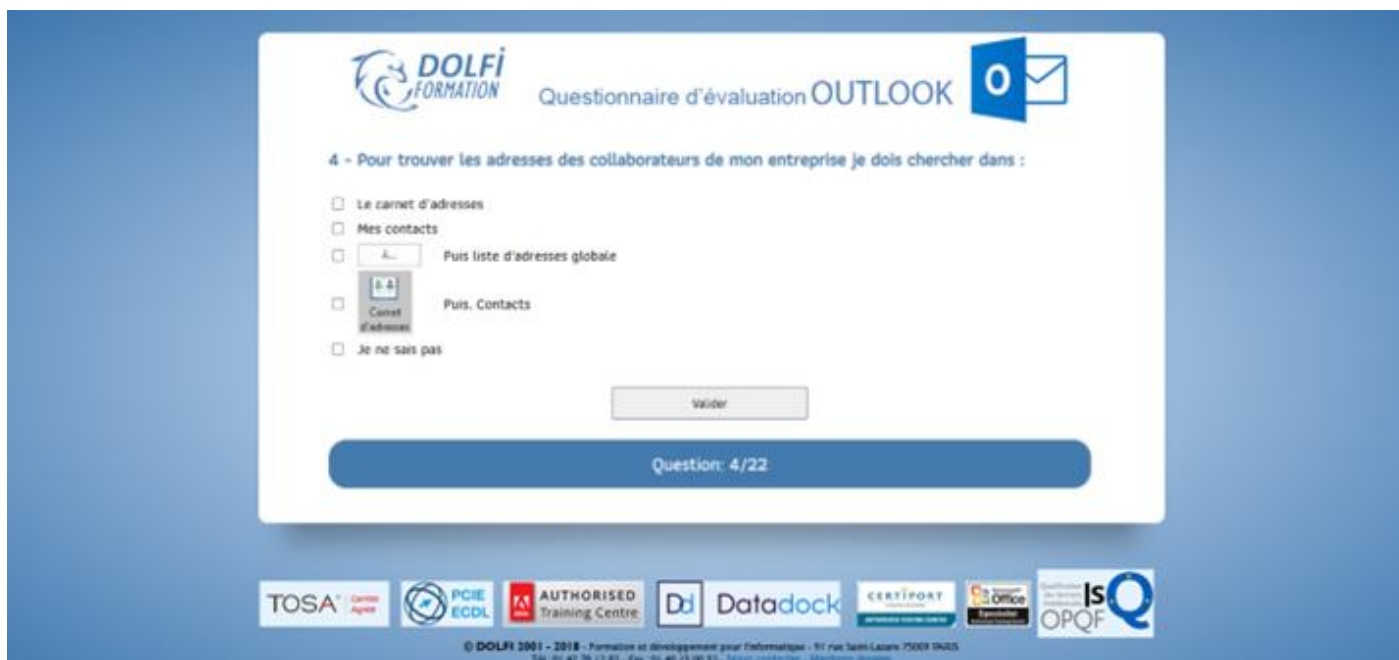 DOLFI
FORMATION
Questionnaire d'évaluation OUTLOOK
4 - Pour trouver les adresses des collaborateurs de mon entreprise je dois chercher dans :
Le carnet d'adresses
Mes contacts
À... Puis liste d'adresses globale
Carnet
d'adresses
Puis. Contacts
Je ne sais pas
Valider
Question: 4/22
TOSA
PCIE
ECDL
AUTHORISED
Training Centre
Dd Datadock
CERTIPORT
Office
IsQ
OPQF
© DOLFI 2001 - 2018 - Formation et développement pour l'informatique - 91 rue Saint-Lazare 75009 PARIS